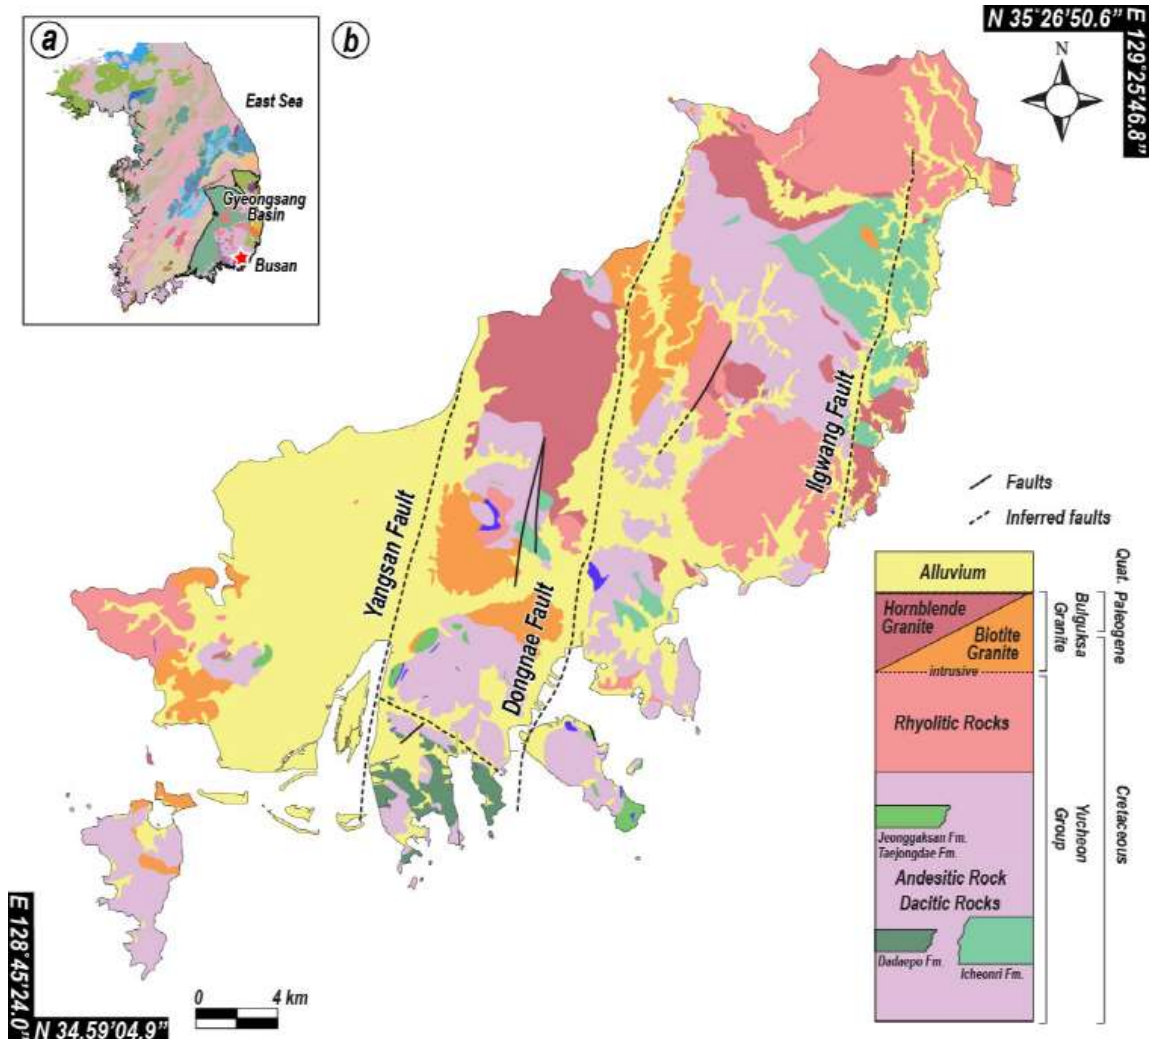 a
b
East Sea
Gyeongsang
Basin
Busan
N 35°26'50.6"
E 129°25'46.8"
N
Yangsan Fault
Dongnae Fault
Ilgwang Fault
Faults
Inferred faults
Alluvium
Hornblende
Granite
Biotite
Granite
intrusive
Rhyolitic Rocks
Jeonggaksan Fm.
Taejongdae Fm.
Andesitic Rock
Dacitic Rocks
Dadaepo Fm.
Icheonri Fm.
Bulguksa
Granite
Yucheon
Group
Quat.
Paleogene
Cretaceous
0 4 km
E 128°45'24.0"
N 34.59'04.9"